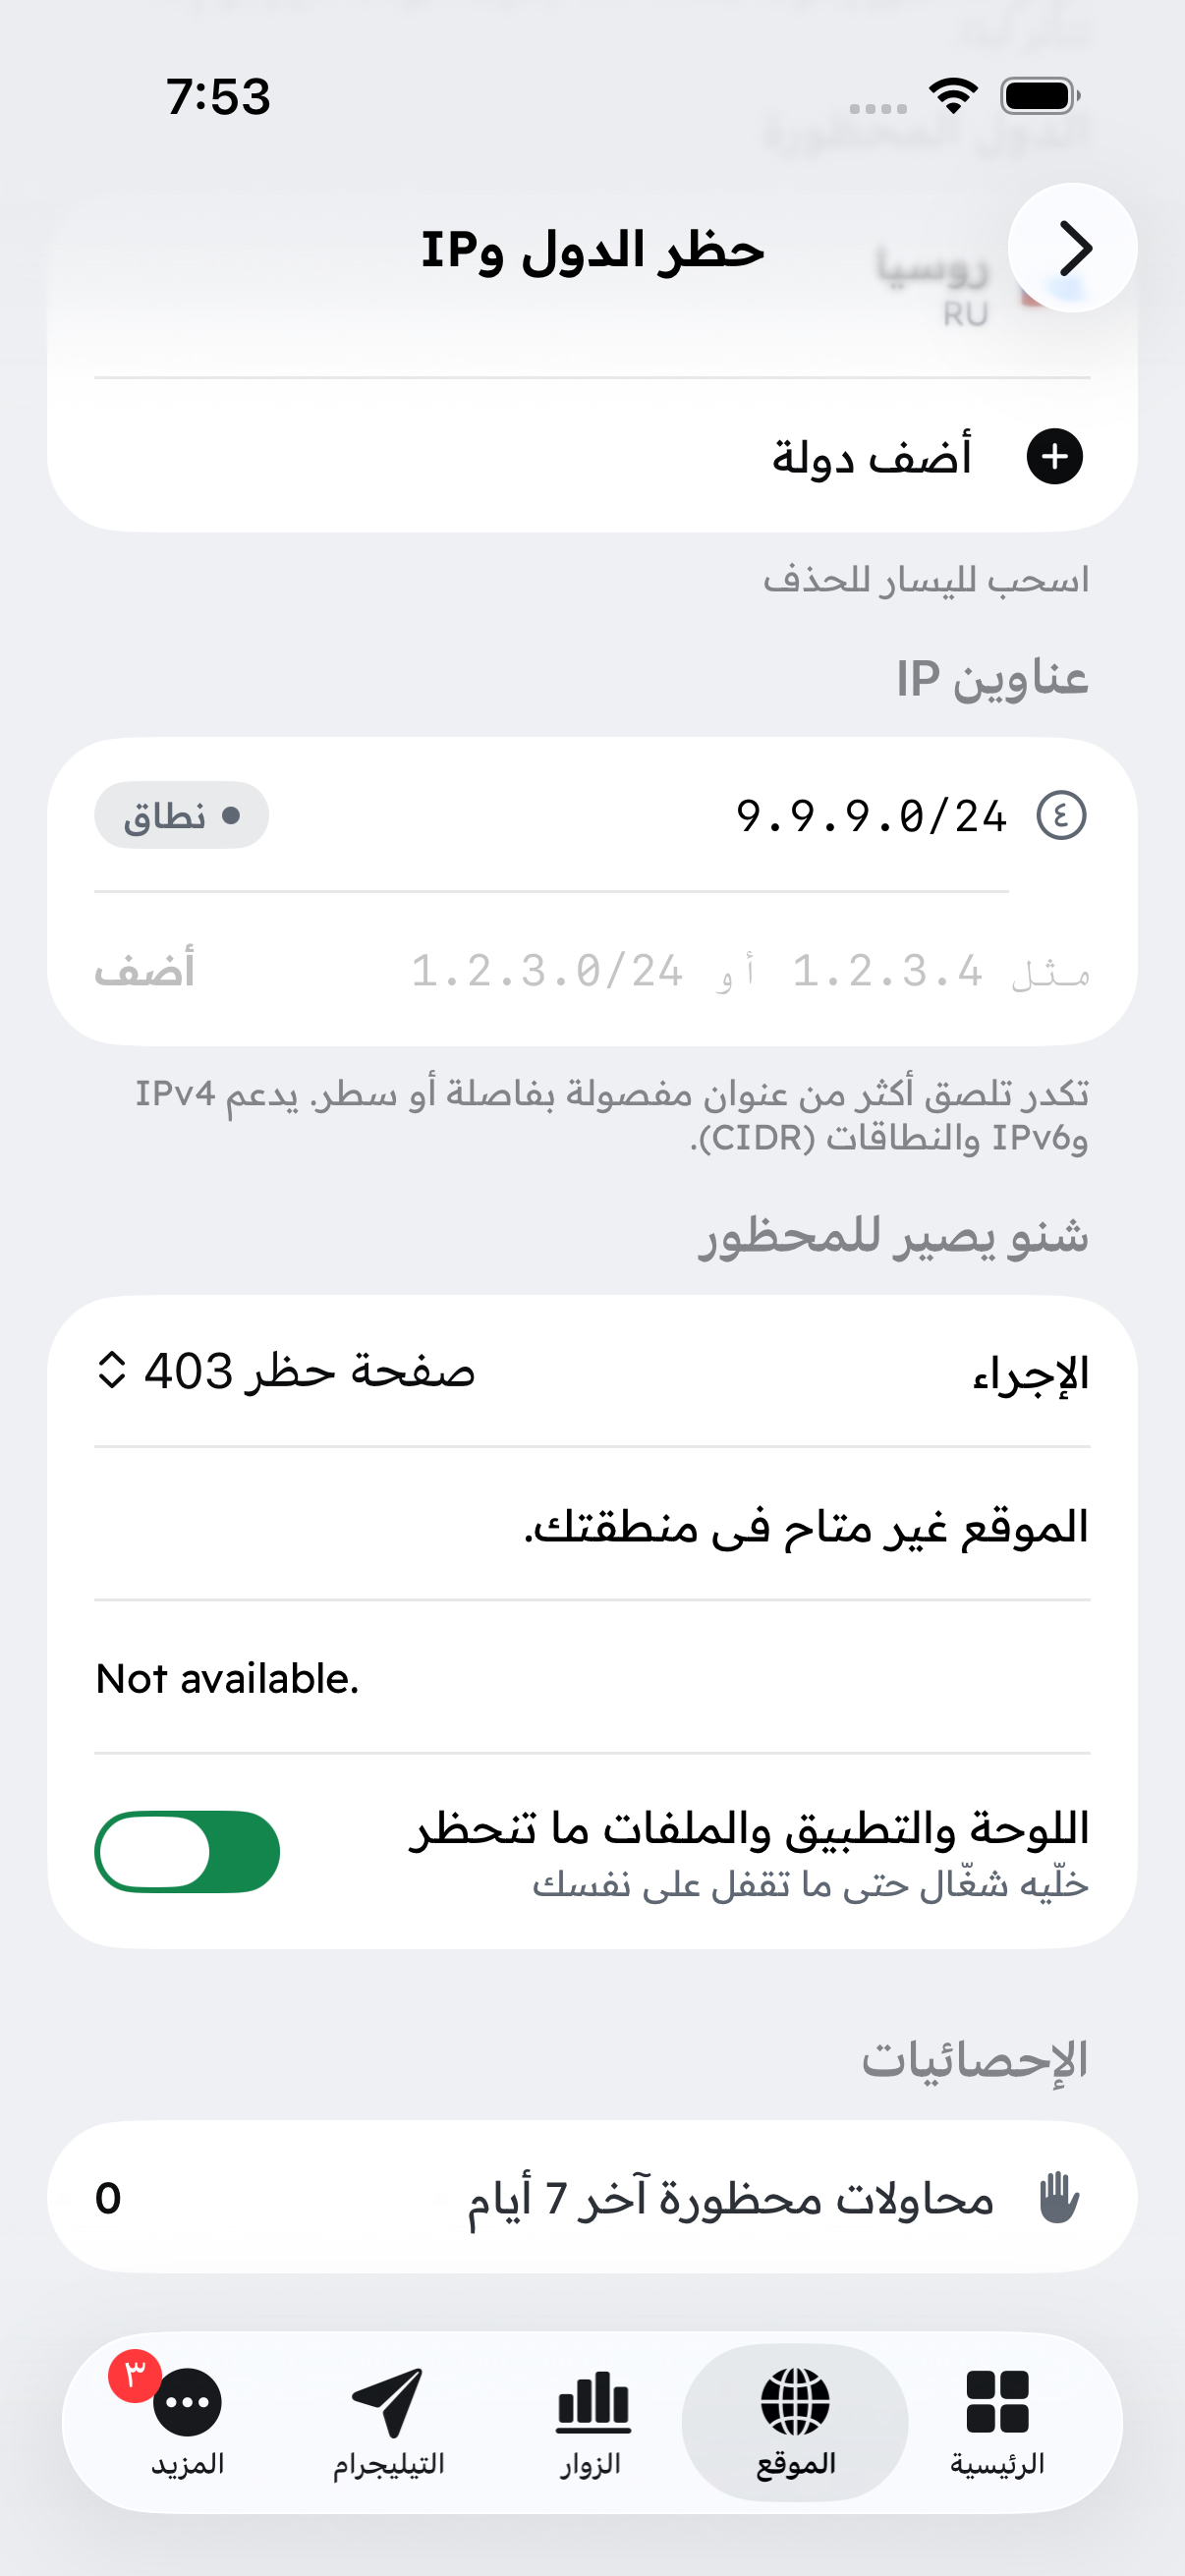 7:53
الدول المحظورة
حظر الدول وIP
روسيا
RU
أضف دولة
اسحب لليسار للحذف
عناوين IP
٤ 9.9.9.0/24 نطاق
مثل 1.2.3.4 أو 1.2.3.0/24 أضف
تكدر تلصق أكثر من عنوان مفصولة بفاصلة أو سطر. يدعم IPv4
وIPv6 والنطاقات (CIDR).
شنو يصير للمحظور
الإجراء صفحة حظر 403
الموقع غير متاح في منطقتك.
Not available.
اللوحة والتطبيق والملفات ما تنحظر
خلّيه شغّال حتى ما تقفل على نفسك
الإحصائيات
محاولات محظورة آخر 7 أيام 0
الرئيسية الموقع الزوار التيليجرام المزيد ٣